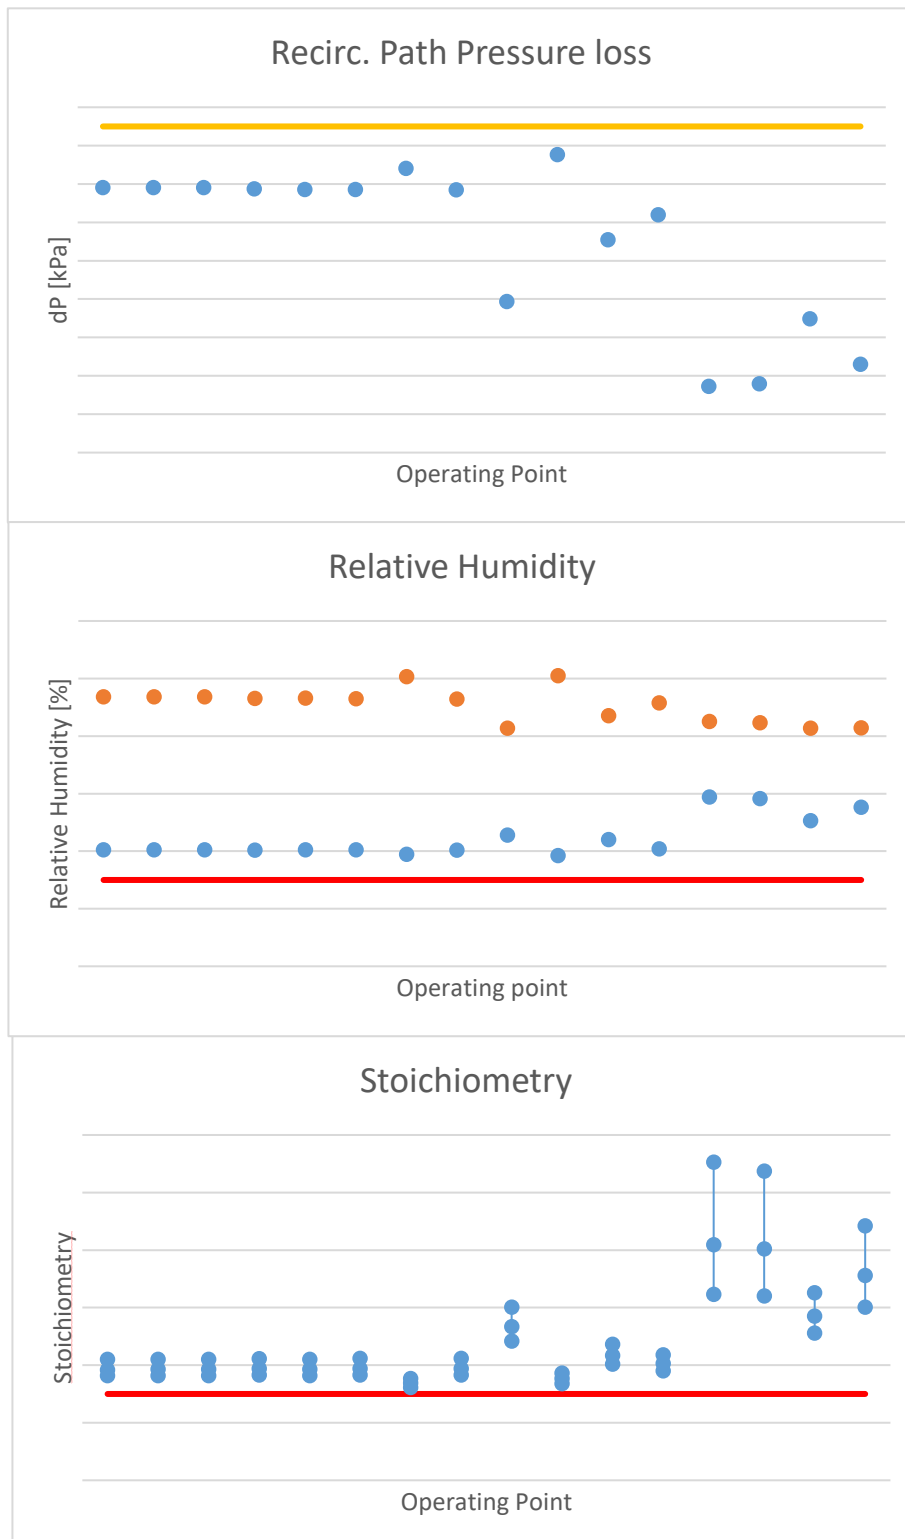 Recirc. Path Pressure loss
dP [kPa]
Operating Point
Relative Humidity
Relative Humidity [%]
Operating point
Stoichiometry
Stoichiometry
Operating Point